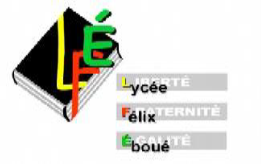 LFÉ
LIBERTÉ
Lycée
FRATERNITÉ
Félix
ÉGALITÉ
Éboué